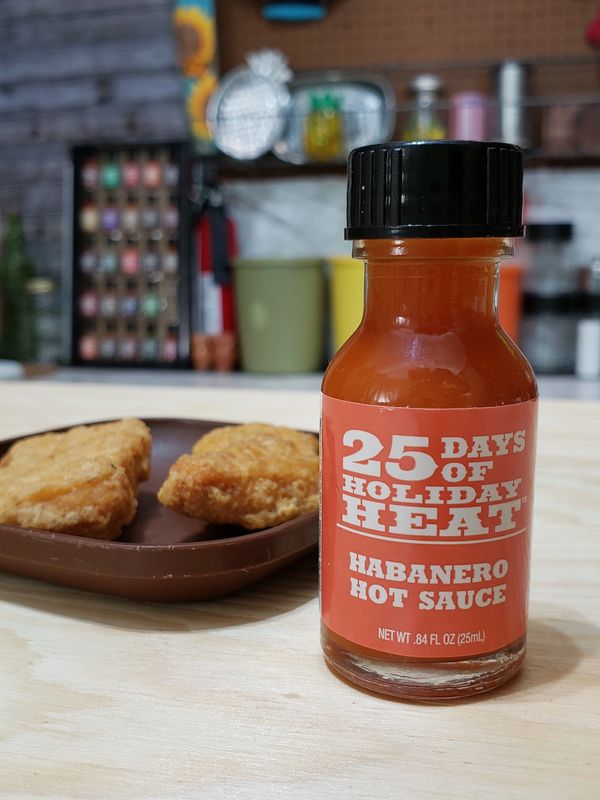 25 DAYS
OF
HOLIDAY
HEAT™
HABANERO
HOT SAUCE
NET WT .84 FL OZ (25mL)